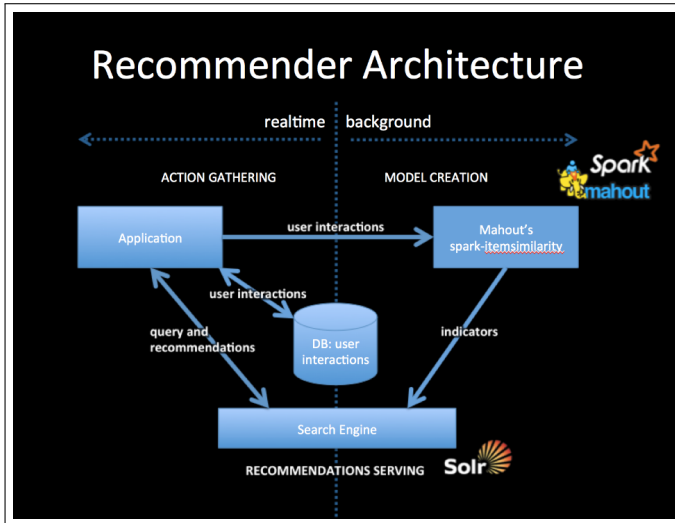 Recommender Architecture
realtime background
ACTION GATHERING MODEL CREATION
Spark
mahout
Application
user interactions
Mahout's
spark-itemsimilarity
user interactions
query and
recommendations
DB: user
interactions
indicators
Search Engine
RECOMMENDATIONS SERVING
Solr